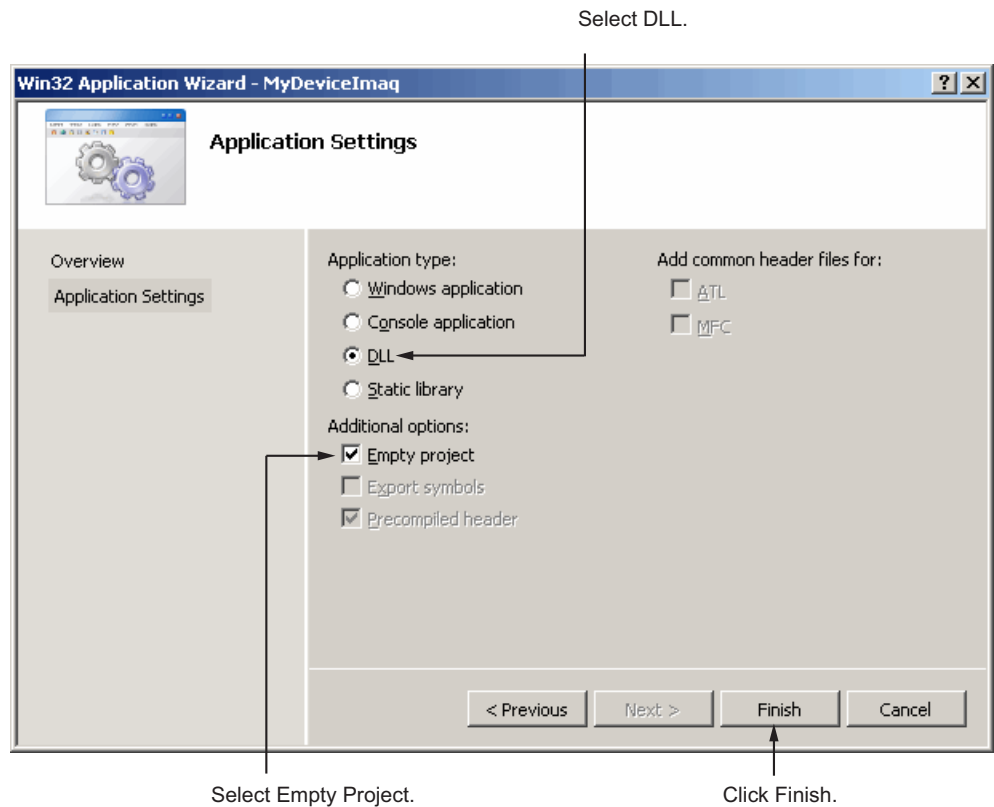 Select DLL.
Win32 Application Wizard - MyDeviceImaq
Application Settings
Overview
Application Settings
Application type:
Windows application
Console application
DLL
Static library
Additional options:
Empty project
Export symbols
Precompiled header
Add common header files for:
ATL
MFC
< Previous
Next >
Finish
Cancel
Select Empty Project.
Click Finish.